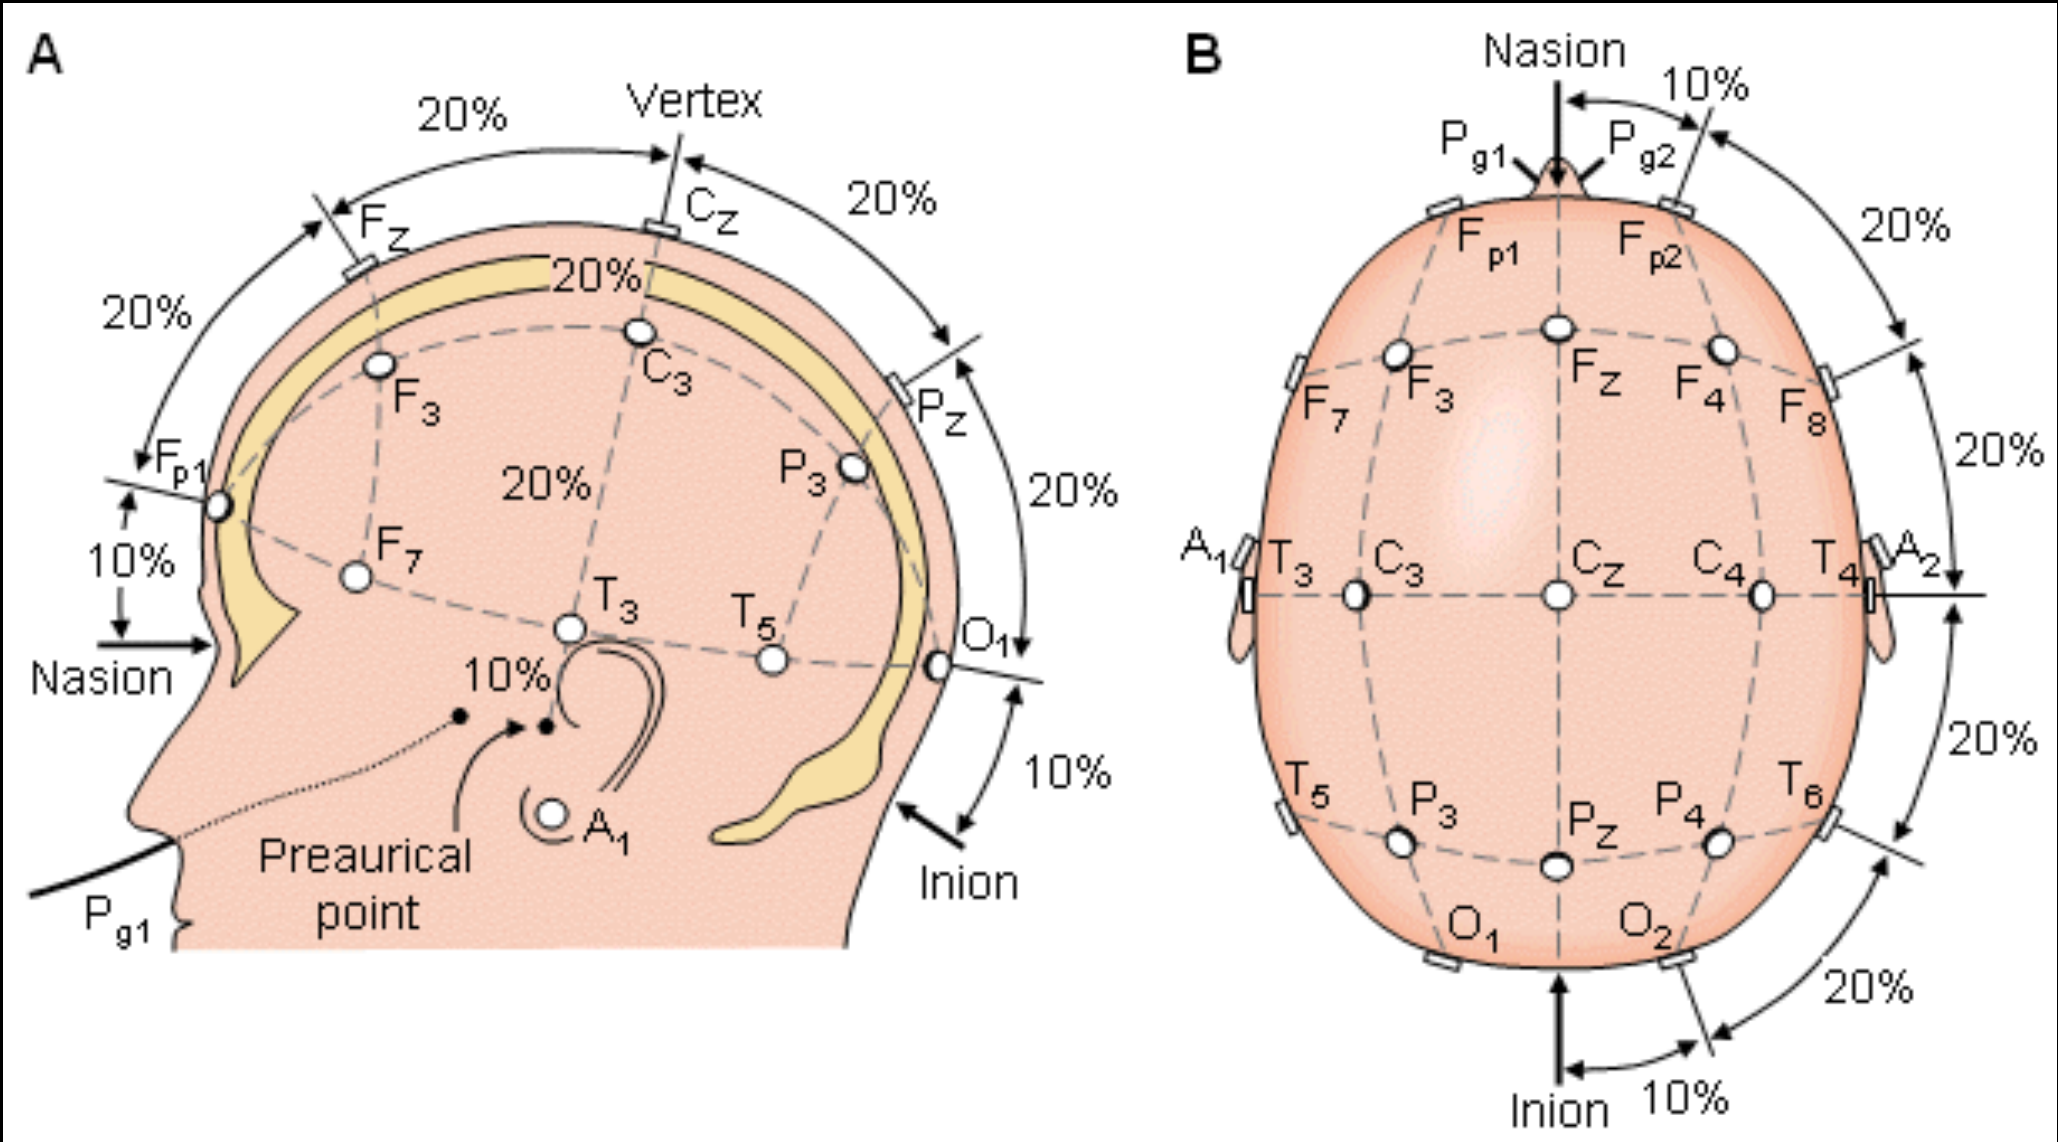 A
20%
Vertex
20%
Fz
Cz
20%
20%
F3
C3
Pz
Fp1
20%
P3
20%
10%
F7
T3
T5
O1
Nasion
10%
10%
Preaurical
point
A1
Inion
Pg1
B
Nasion
10%
Pg1
Pg2
20%
Fp1
Fp2
F7
F3
Fz
F4
F8
20%
A1
T3
C3
Cz
C4
T4
A2
20%
T5
P3
Pz
P4
T6
O1
O2
20%
Inion
10%